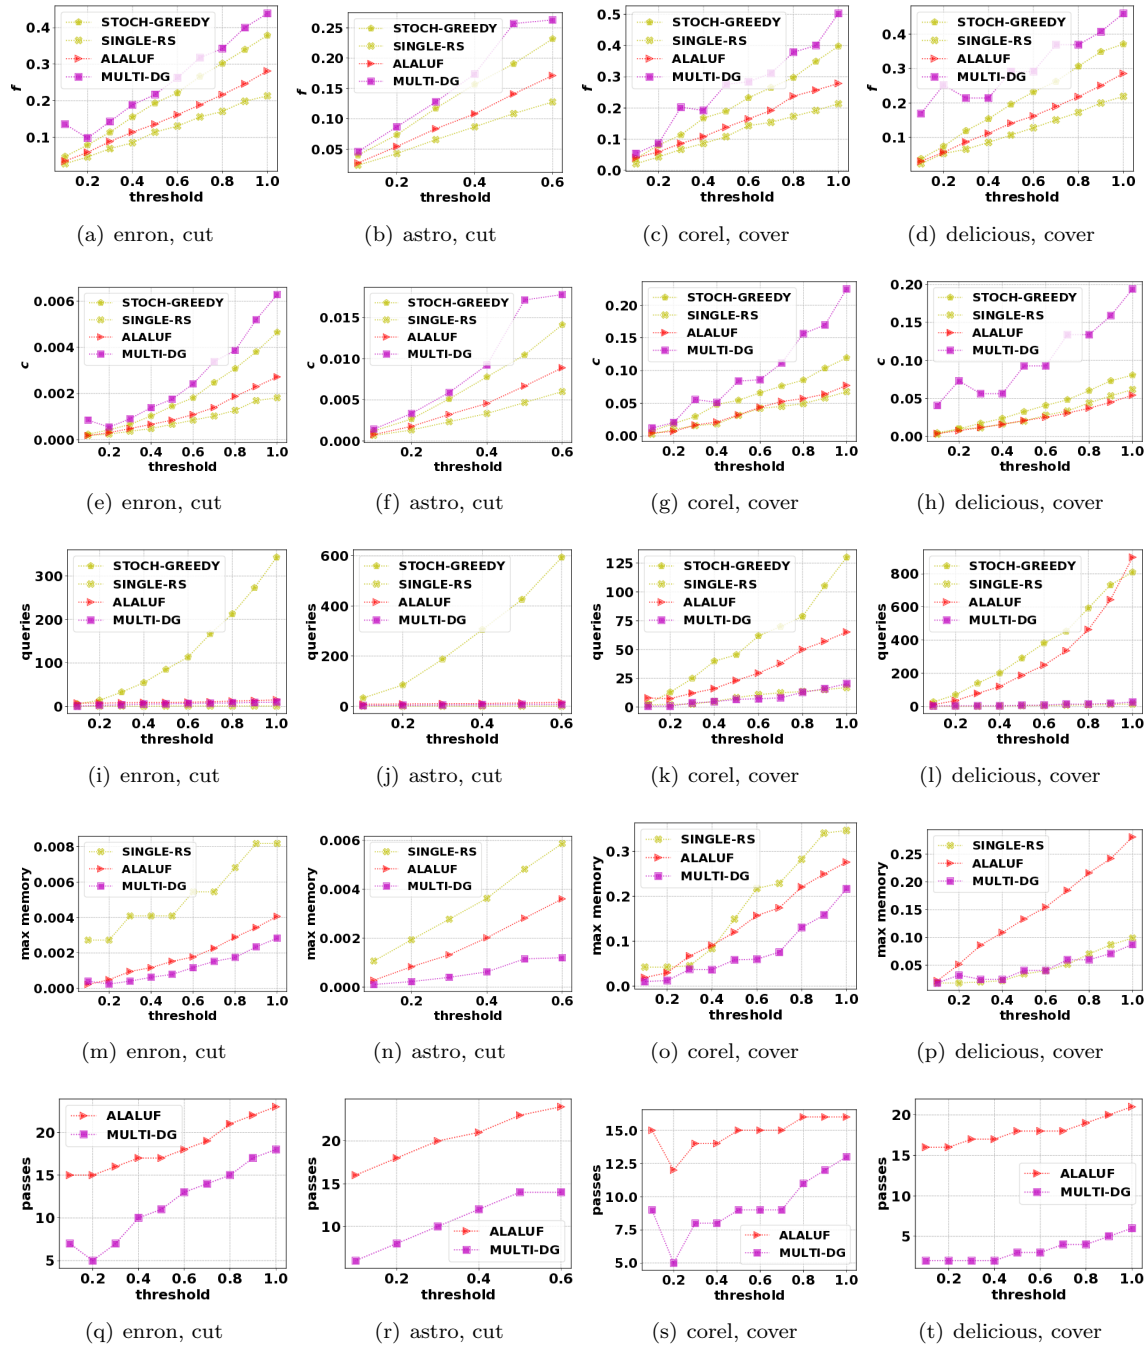 0.4
0.3
0.2
0.1
f
STOCH-GREEDY
SINGLE-RS
ALALUF
MULTI-DG
0.2 0.4 0.6 0.8 1.0
threshold
(a) enron, cut
0.25
0.20
0.15
0.10
0.05
f
STOCH-GREEDY
SINGLE-RS
ALALUF
MULTI-DG
0.2 0.4 0.6
threshold
(b) astro, cut
0.5
0.4
0.3
0.2
0.1
0.0
f
STOCH-GREEDY
SINGLE-RS
ALALUF
MULTI-DG
0.2 0.4 0.6 0.8 1.0
threshold
(c) corel, cover
0.4
0.3
0.2
0.1
f
STOCH-GREEDY
SINGLE-RS
ALALUF
MULTI-DG
0.2 0.4 0.6 0.8 1.0
threshold
(d) delicious, cover
0.006
0.004
0.002
0.000
c
STOCH-GREEDY
SINGLE-RS
ALALUF
MULTI-DG
0.2 0.4 0.6 0.8 1.0
threshold
(e) enron, cut
0.015
0.010
0.005
0.000
c
STOCH-GREEDY
SINGLE-RS
ALALUF
MULTI-DG
0.2 0.4 0.6
threshold
(f) astro, cut
0.20
0.15
0.10
0.05
0.00
c
STOCH-GREEDY
SINGLE-RS
ALALUF
MULTI-DG
0.2 0.4 0.6 0.8 1.0
threshold
(g) corel, cover
0.20
0.15
0.10
0.05
0.00
c
STOCH-GREEDY
SINGLE-RS
ALALUF
MULTI-DG
0.2 0.4 0.6 0.8 1.0
threshold
(h) delicious, cover
300
200
100
0
queries
STOCH-GREEDY
SINGLE-RS
ALALUF
MULTI-DG
0.2 0.4 0.6 0.8 1.0
threshold
(i) enron, cut
600
400
200
0
queries
STOCH-GREEDY
SINGLE-RS
ALALUF
MULTI-DG
0.2 0.4 0.6
threshold
(j) astro, cut
125
100
75
50
25
0
queries
STOCH-GREEDY
SINGLE-RS
ALALUF
MULTI-DG
0.2 0.4 0.6 0.8 1.0
threshold
(k) corel, cover
800
600
400
200
0
queries
STOCH-GREEDY
SINGLE-RS
ALALUF
MULTI-DG
0.2 0.4 0.6 0.8 1.0
threshold
(l) delicious, cover
0.008
0.006
0.004
0.002
0.000
max memory
SINGLE-RS
ALALUF
MULTI-DG
0.2 0.4 0.6 0.8 1.0
threshold
(m) enron, cut
0.006
0.004
0.002
0.000
max memory
SINGLE-RS
ALALUF
MULTI-DG
0.2 0.4 0.6
threshold
(n) astro, cut
0.3
0.2
0.1
0.0
max memory
SINGLE-RS
ALALUF
MULTI-DG
0.2 0.4 0.6 0.8 1.0
threshold
(o) corel, cover
0.25
0.20
0.15
0.10
0.05
max memory
SINGLE-RS
ALALUF
MULTI-DG
0.2 0.4 0.6 0.8 1.0
threshold
(p) delicious, cover
20
15
10
5
passes
ALALUF
MULTI-DG
0.2 0.4 0.6 0.8 1.0
threshold
(q) enron, cut
20
15
10
passes
ALALUF
MULTI-DG
0.2 0.4 0.6
threshold
(r) astro, cut
15.0
12.5
10.0
7.5
5.0
passes
ALALUF
MULTI-DG
0.2 0.4 0.6 0.8 1.0
threshold
(s) corel, cover
20
15
10
5
passes
ALALUF
MULTI-DG
0.2 0.4 0.6 0.8 1.0
threshold
(t) delicious, cover